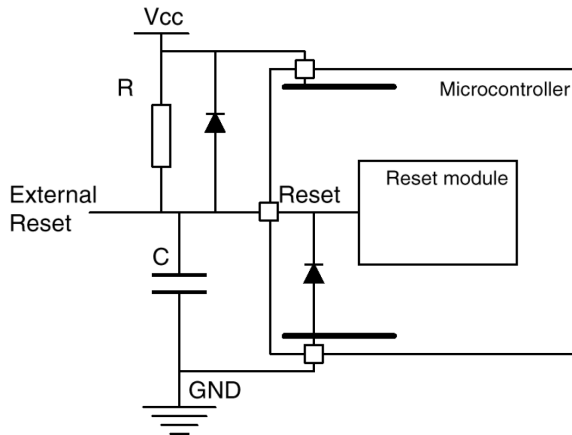 Vcc
R
Microcontroller
Reset module
External
Reset
Reset
C
GND